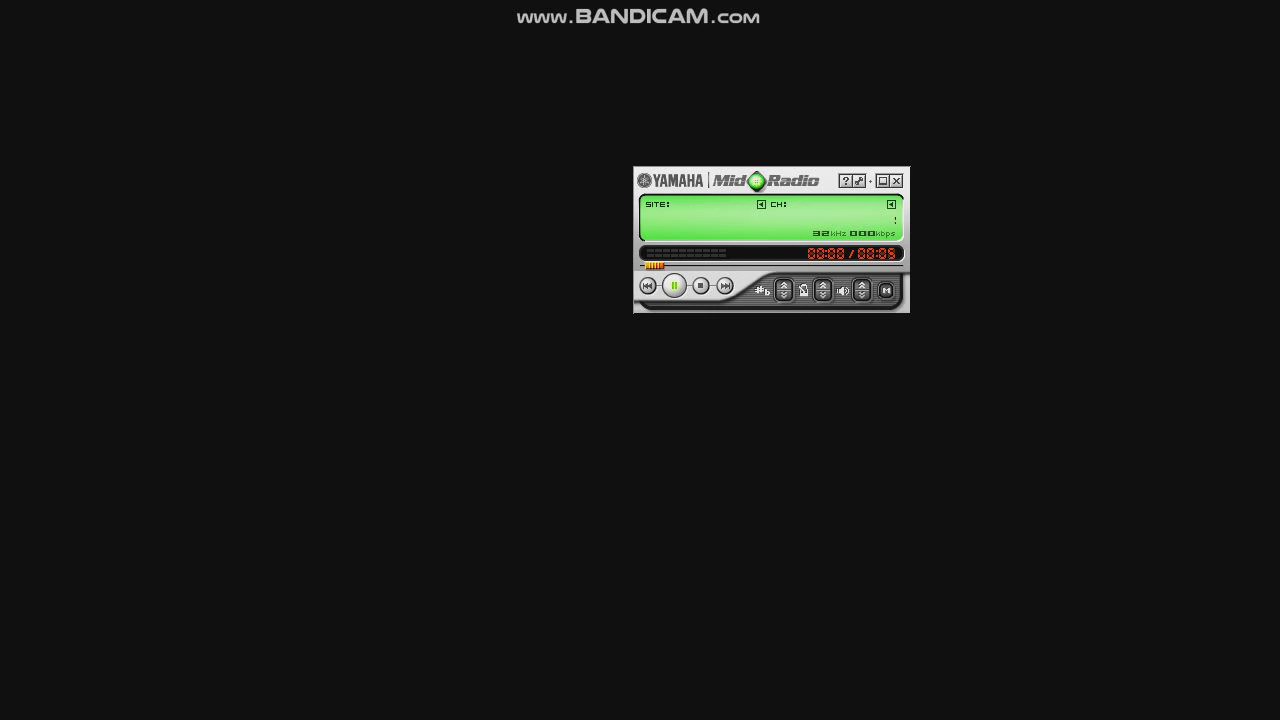 www.BANDICAM.com
YAMAHA | Mid Radio ?
SITE: CH:
32kHz 000kbps
00:00 / 00:05
M